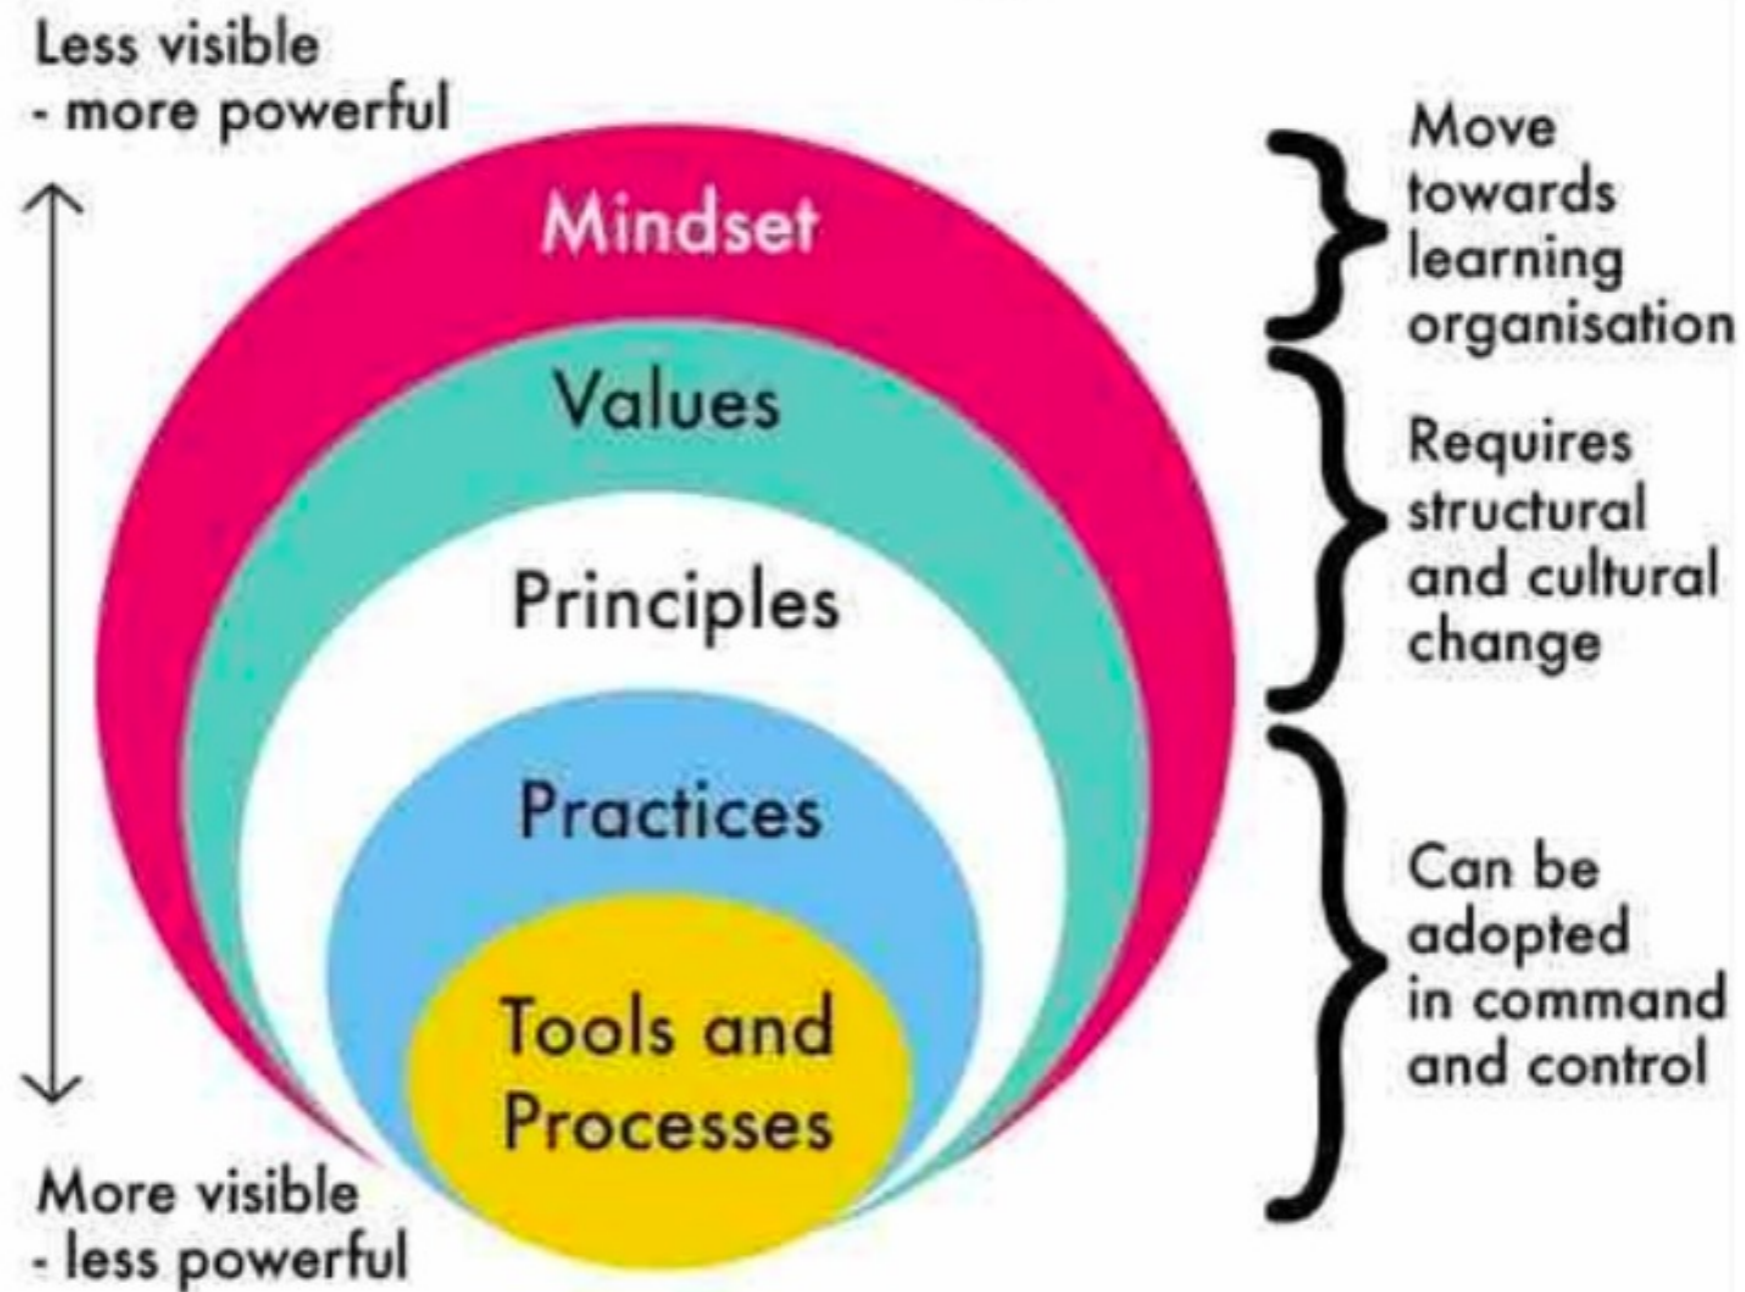 Less visible
- more powerful
Mindset
Values
Principles
Practices
Tools and
Processes
More visible
- less powerful
Move
towards
learning
organisation
Requires
structural
and cultural
change
Can be
adopted
in command
and control